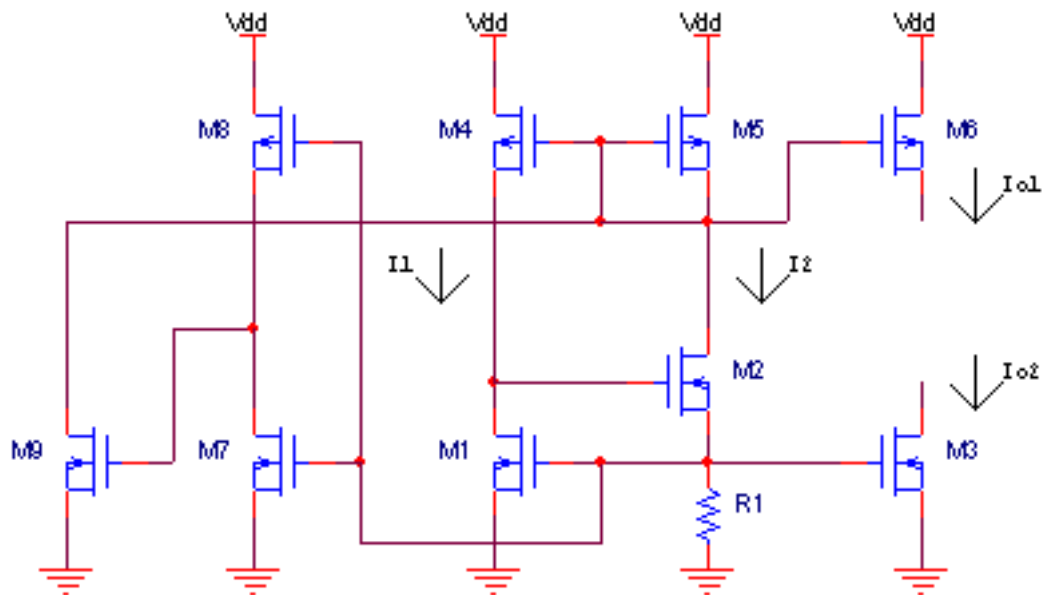 Vdd Vdd Vdd Vdd
M8 M4 M5 M6
Io1
I1 I2
M2 Io2
M9 M7 M1 M3
R1